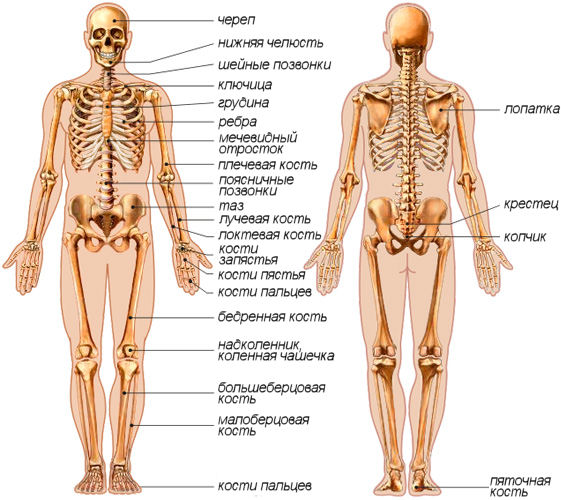 череп
нижняя челюсть
шейные позвонки
ключица
грудина
ребра
мечевидный
отросток
плечевая кость
поясничные
позвонки
таз
лучевая кость
локтевая кость
кости
запястья
кости пястья
кости пальцев
бедренная кость
надколенник,
коленная чашечка
большеберцовая
кость
малоберцовая
кость
кости пальцев
лопатка
крестец
копчик
пяточная
кость